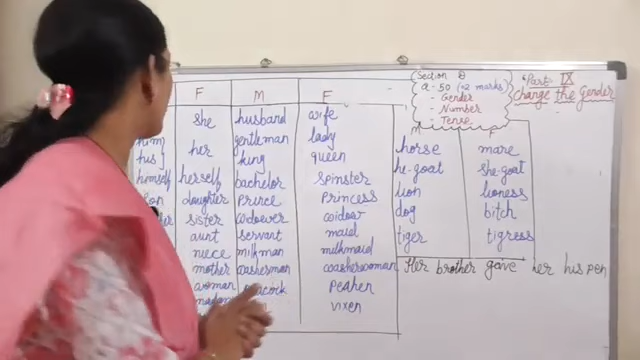 Section D
Q - 50 (2 marks)
- Gender
- Number
- Tense
Part IX
Change the Gender
F M F
she husband wife
him gentleman lady
his her king queen
himself herself bachelor spinster
son daughter Prince Princess
sister widower widow
aunt servant maid
niece milkman milkmaid
mother washerman washerwoman
woman peacock Peahen
vixen
M F
horse mare
he-goat she-goat
lion lioness
dog bitch
tiger tigress
Her brother gave her his pen